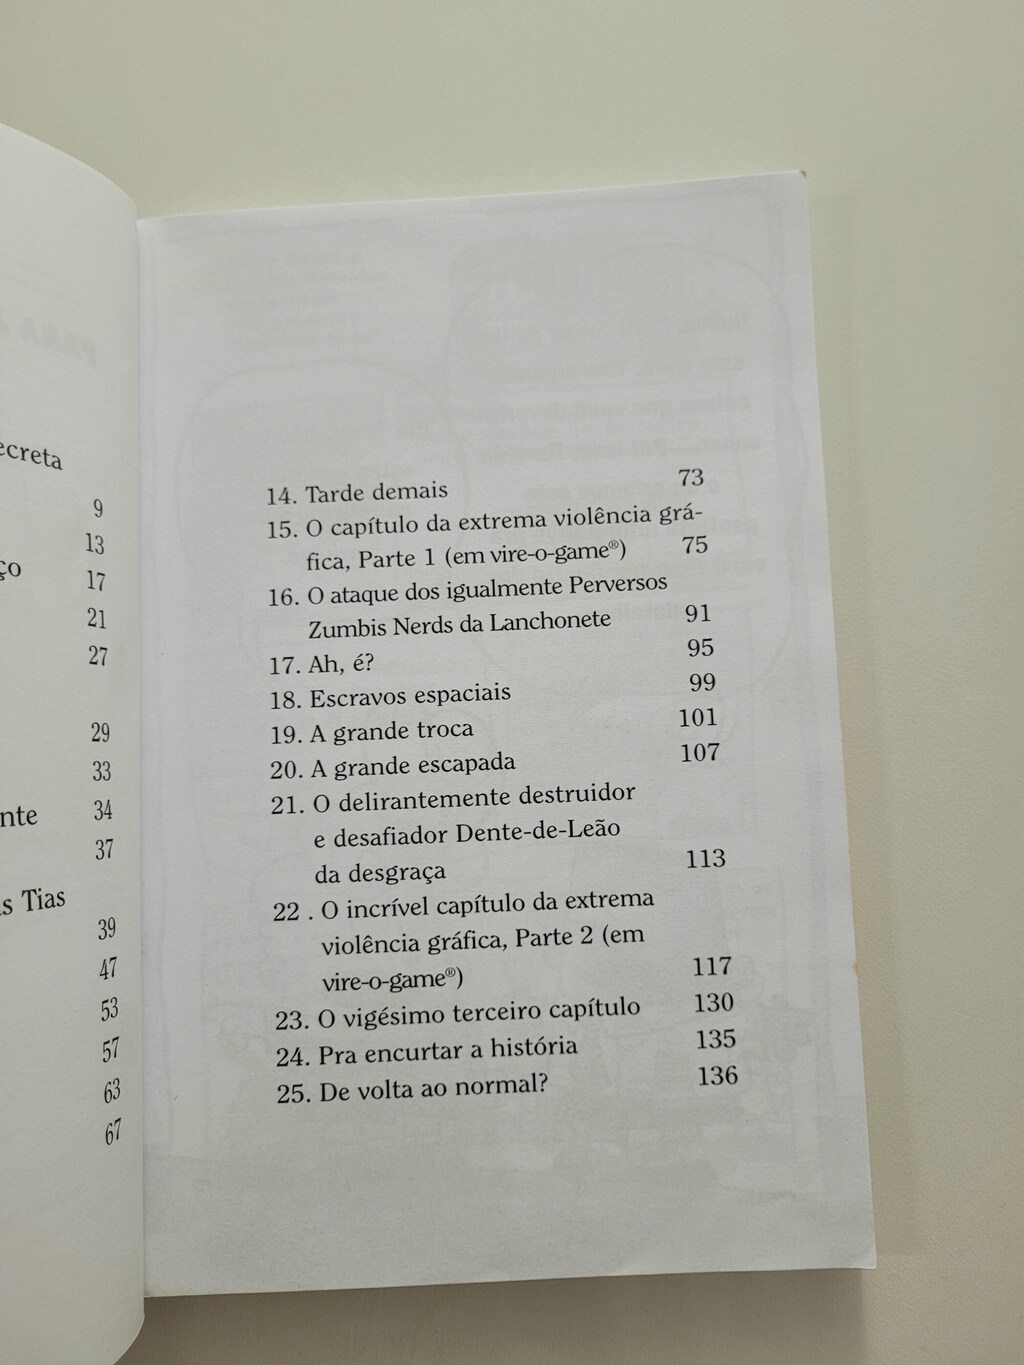 ecreta
9
13
ço
17
21
27
29
33
nte 34
37
s Tias
39
47
53
57
63
67
14. Tarde demais 73
15. O capítulo da extrema violência grá-
fica, Parte 1 (em vire-o-game®) 75
16. O ataque dos igualmente Perversos
Zumbis Nerds da Lanchonete 91
17. Ah, é? 95
18. Escravos espaciais 99
19. A grande troca 101
20. A grande escapada 107
21. O delirantemente destruidor
e desafiador Dente-de-Leão
da desgraça 113
22 . O incrível capítulo da extrema
violência gráfica, Parte 2 (em
vire-o-game®) 117
23. O vigésimo terceiro capítulo 130
24. Pra encurtar a história 135
25. De volta ao normal? 136